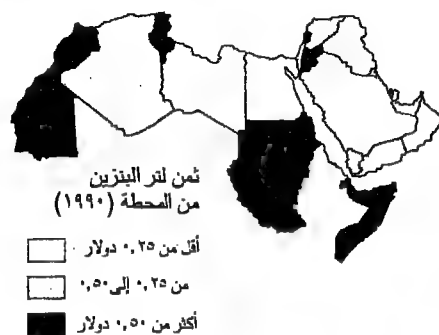 ثمن لتر البنزين
من المحطة (١٩٩٠)
أقل من ٠,٢٥ دولار
من ٠,٢٥ إلى ٠,٥٠
أكثر من ٠,٥٠ دولار